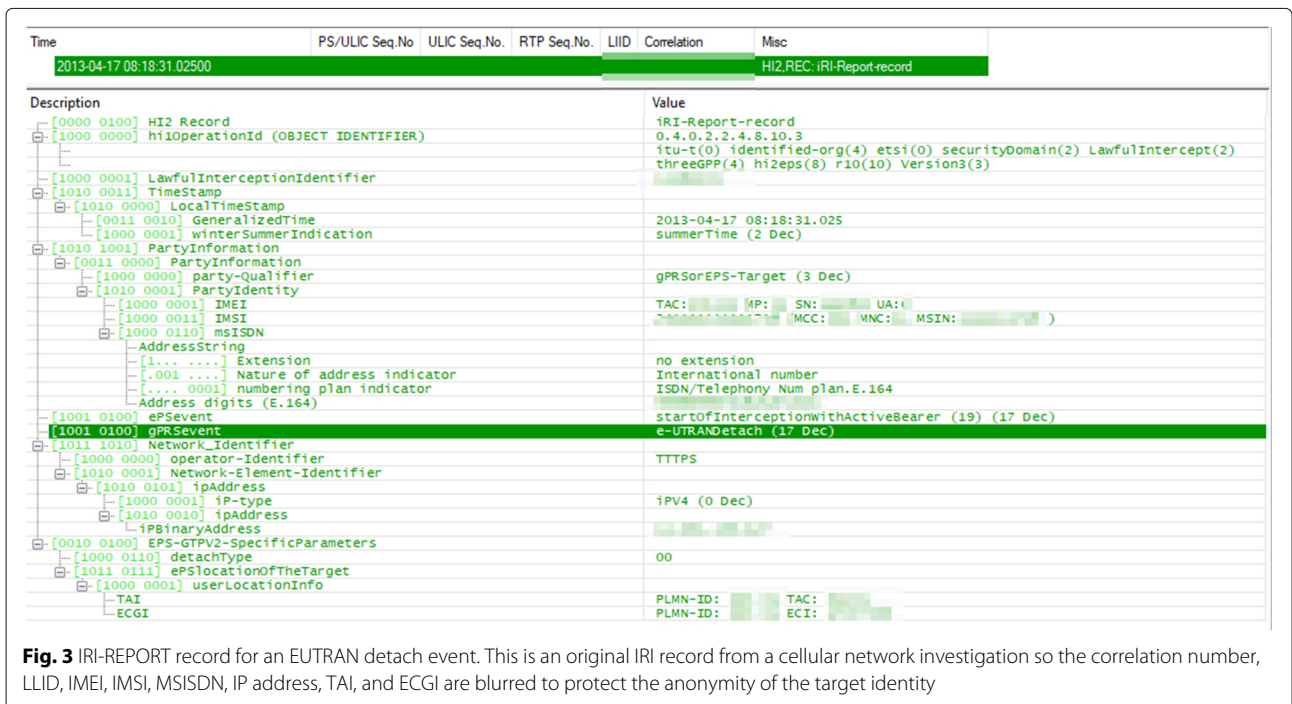 Time PS/ULIC Seq.No ULIC Seq.No. RTP Seq.No. LIID Correlation Misc
2013-04-17 08:18:31.02500 HI2,REC: iRI-Report-record
Description Value
[0000 0100] HI2 Record iRI-Report-record
[1000 0000] hi1OperationId (OBJECT IDENTIFIER) 0.4.0.2.2.4.8.10.3
itu-t(0) identified-org(4) etsi(0) securityDomain(2) LawfulIntercept(2)
threeGPP(4) hi2eps(8) r10(10) Version3(3)
[1000 0001] LawfulInterceptionIdentifier
[1010 0011] TimeStamp
[1010 0000] LocalTimeStamp
[0011 0010] GeneralizedTime 2013-04-17 08:18:31.025
[1000 0001] winterSummerIndication summerTime (2 Dec)
[1010 1001] PartyInformation
[0011 0000] PartyInformation
[1000 0000] party-Qualifier gPRSorEPS-Target (3 Dec)
[1010 0001] PartyIdentity
[1000 0001] IMEI TAC: MP: SN: UA:
[1000 0011] IMSI (MCC: MNC: MSIN: )
[1000 0110] msISDN
AddressString
[1... ....] Extension no extension
[.001 ....] Nature of address indicator International number
[.... 0001] numbering plan indicator ISDN/Telephony Num plan.E.164
Address digits (E.164)
[1001 0100] ePSevent startOfInterceptionWithActiveBearer (19) (17 Dec)
[1001 0100] gPRSevent e-UTRANDetach (17 Dec)
[1011 1010] Network_Identifier
[1000 0000] operator-Identifier TTTPS
[1010 0001] Network-Element-Identifier
[1010 0101] ipAddress
[1000 0001] iP-type iPV4 (0 Dec)
[1010 0010] ipAddress
iPBinaryAddress
[0010 0100] EPS-GTPV2-SpecificParameters
[1000 0110] detachType 00
[1011 0111] ePSlocationOfTheTarget
[1000 0001] userLocationInfo
TAI PLMN-ID: TAC:
ECGI PLMN-ID: ECI:
Fig. 3 IRI-REPORT record for an EUTRAN detach event. This is an original IRI record from a cellular network investigation so the correlation number,
LLID, IMEI, IMSI, MSISDN, IP address, TAI, and ECGI are blurred to protect the anonymity of the target identity